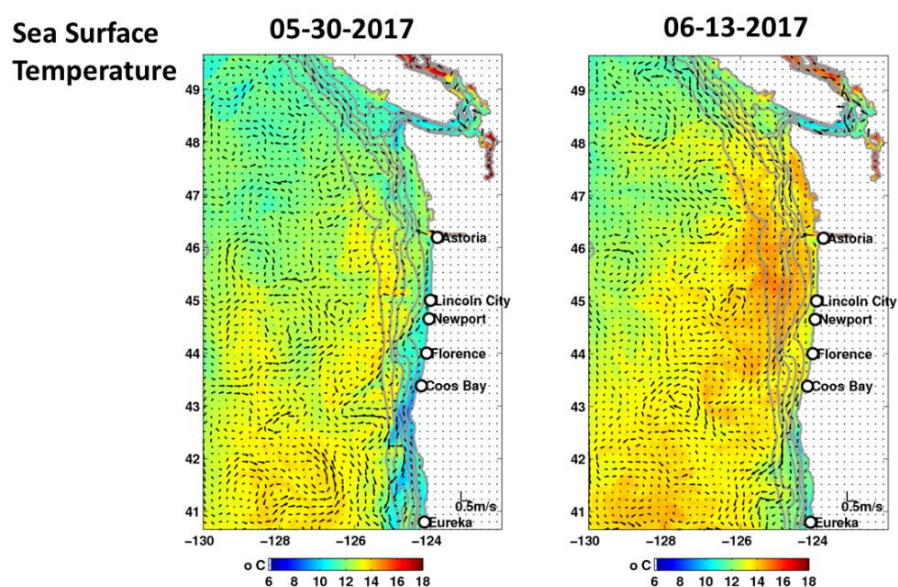 Sea Surface
Temperature
05-30-2017
06-13-2017
49
48
47
46
45
44
43
42
41
Astoria
Lincoln City
Newport
Florence
Coos Bay
0.5m/s
Eureka
-130 -128 -126 -124
o C
6 8 10 12 14 16 18
49
48
47
46
45
44
43
42
41
Astoria
Lincoln City
Newport
Florence
Coos Bay
0.5m/s
Eureka
-130 -128 -126 -124
o C
6 8 10 12 14 16 18